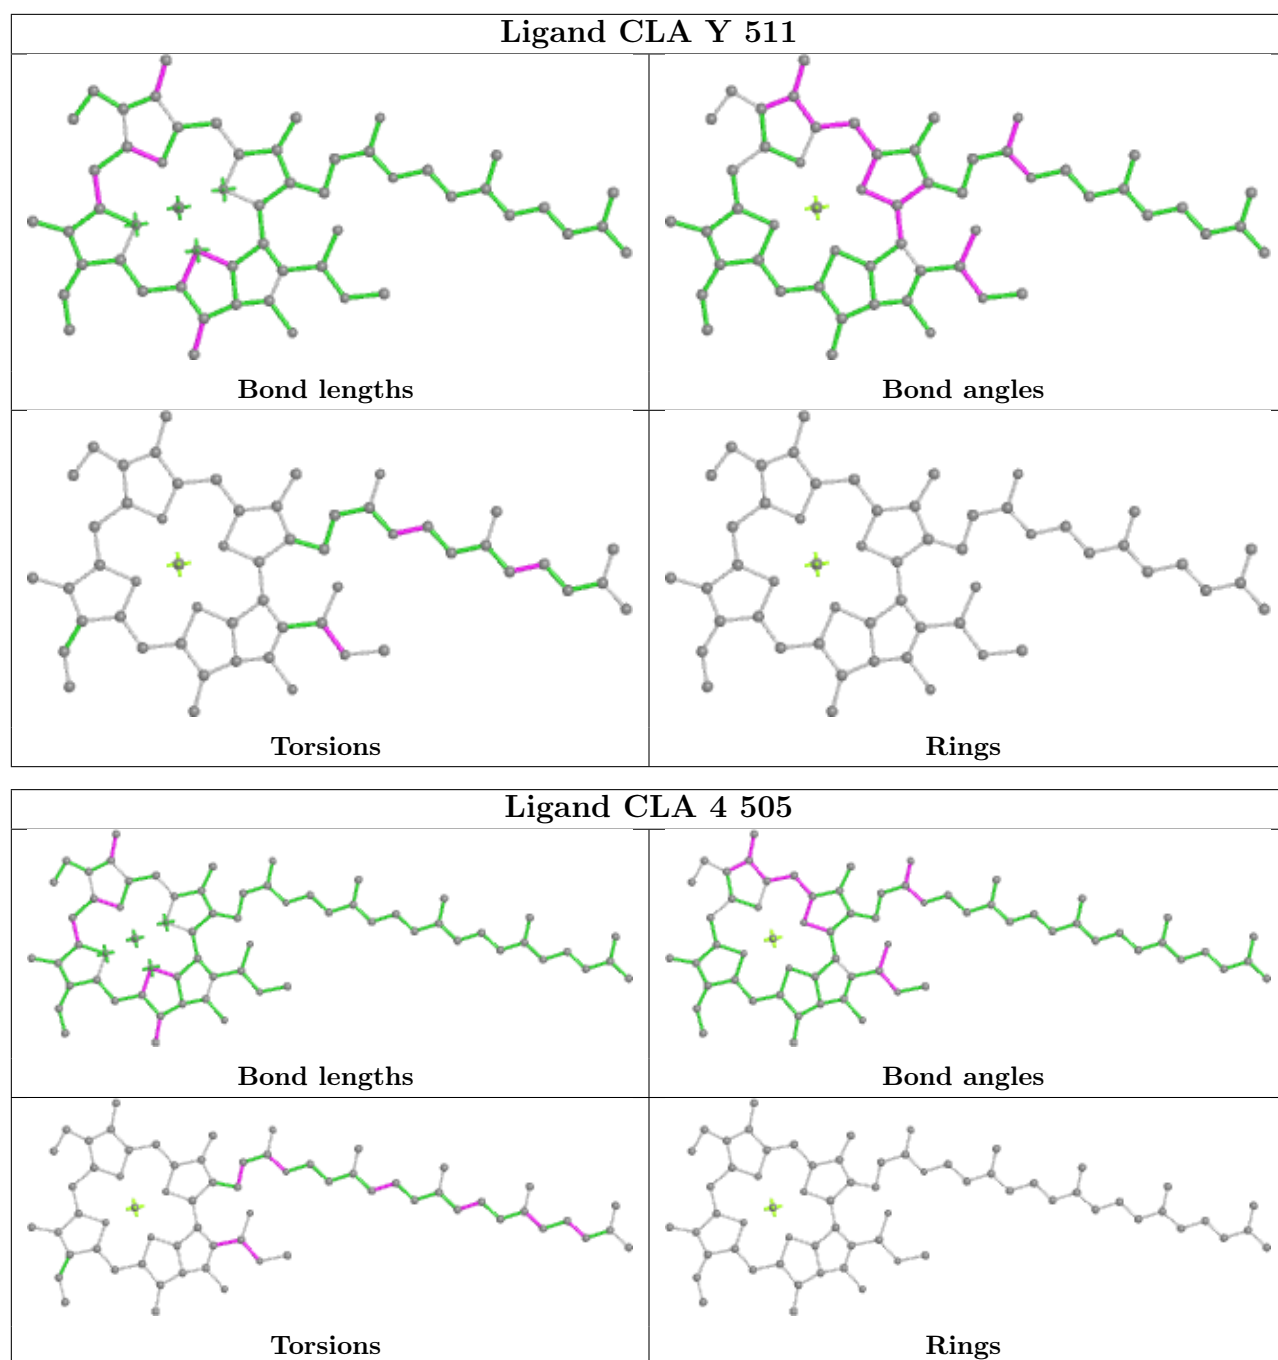 Ligand CLA Y 511
Bond lengths
Bond angles
Torsions
Rings
Ligand CLA 4 505
Bond lengths
Bond angles
Torsions
Rings